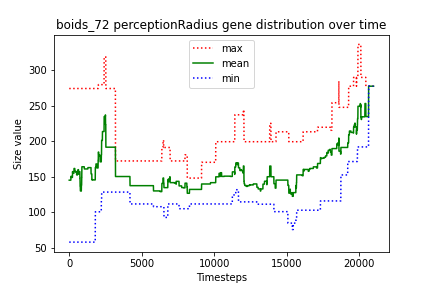 boids_72 perceptionRadius gene distribution over time
max
mean
min
Size value
300
250
200
150
100
50
0
5000
10000
15000
20000
Timesteps